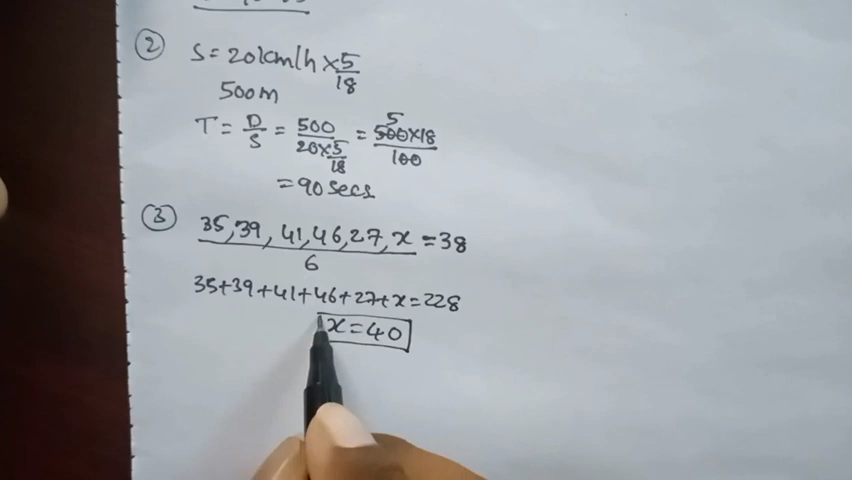 ② S = 20km/h × 5/18
500m
T = D/S = 500/(20×5/18) = 5 500×18/100
= 90 secs
③ 35, 39, 41, 46, 27, x / 6 = 38
35+39+41+46+27+x=228
x=40